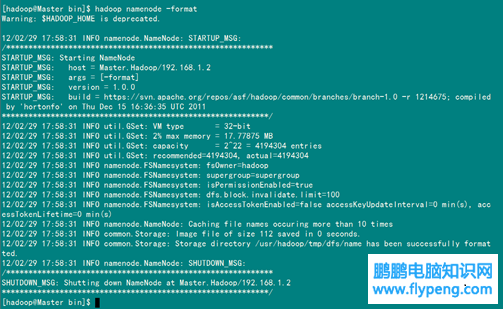 [hadoop@Master bin]$ hadoop namenode -format
Warning: $HADOOP_HOME is deprecated.
12/02/29 17:58:31 INFO namenode.NameNode: STARTUP_MSG:
/************************************************************
STARTUP_MSG: Starting NameNode
STARTUP_MSG:   host = Master.Hadoop/192.168.1.2
STARTUP_MSG:   args = [-format]
STARTUP_MSG:   version = 1.0.0
STARTUP_MSG:   build = https://svn.apache.org/repos/asf/hadoop/common/branches/branch-1.0 -r 1214675; compiled
by 'hortonfo' on Thu Dec 15 16:36:35 UTC 2011
************************************************************/
12/02/29 17:58:31 INFO util.GSet: VM type       = 32-bit
12/02/29 17:58:31 INFO util.GSet: 2% max memory = 17.77875 MB
12/02/29 17:58:31 INFO util.GSet: capacity      = 2^22 = 4194304 entries
12/02/29 17:58:31 INFO util.GSet: recommended=4194304, actual=4194304
12/02/29 17:58:31 INFO namenode.FSNamesystem: fsOwner=hadoop
12/02/29 17:58:31 INFO namenode.FSNamesystem: supergroup=supergroup
12/02/29 17:58:31 INFO namenode.FSNamesystem: isPermissionEnabled=true
12/02/29 17:58:31 INFO namenode.FSNamesystem: dfs.block.invalidate.limit=100
12/02/29 17:58:31 INFO namenode.FSNamesystem: isAccessTokenEnabled=false accessKeyUpdateInterval=0 min(s), acc
essTokenLifetime=0 min(s)
12/02/29 17:58:31 INFO namenode.NameNode: Caching file names occuring more than 10 times
12/02/29 17:58:31 INFO common.Storage: Image file of size 112 saved in 0 seconds.
12/02/29 17:58:31 INFO common.Storage: Storage directory /usr/hadoop/tmp/dfs/name has been successfully format
ted.
12/02/29 17:58:31 INFO namenode.NameNode: SHUTDOWN_MSG:
/************************************************************
SHUTDOWN_MSG: Shutting down NameNode at Master.Hadoop/192.168.1.2
************************************************************/
[hadoop@Master bin]$
鹏鹏电脑知识网
www.flypeng.com